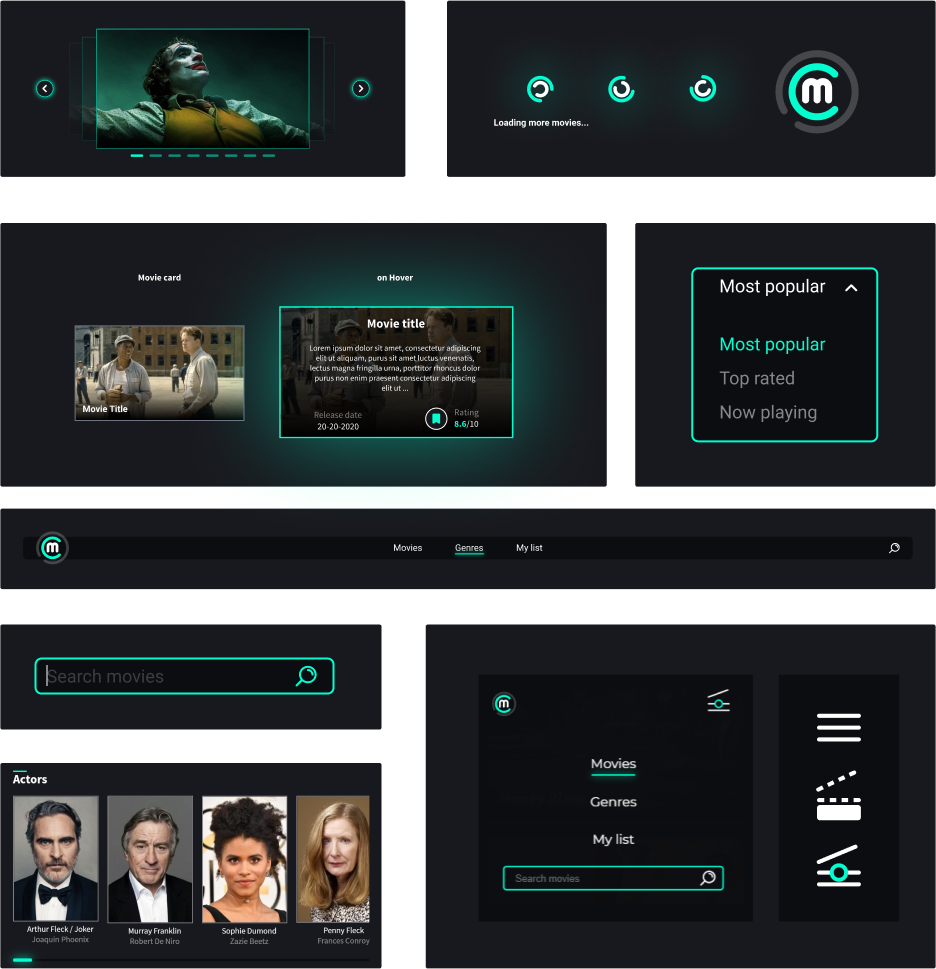 m
Loading more movies...
Movie card
on Hover
Movie Title
Movie title
Lorem ipsum dolor sit amet, consectetur adipiscing
elit ut aliquam, purus sit amet luctus venenatis,
lectus magna fringilla urna, porttitor rhoncus dolor
purus non enim praesent consectetur adipiscing
elit ut ...
Release date
20-20-2020
Rating
8.6/10
Most popular
Most popular
Top rated
Now playing
m
Movies
Genres
My list
Search movies
Actors
Arthur Fleck / Joker
Joaquin Phoenix
Murray Franklin
Robert De Niro
Sophie Dumond
Zazie Beetz
Penny Fleck
Frances Conroy
m
Movies
Genres
My list
Search movies